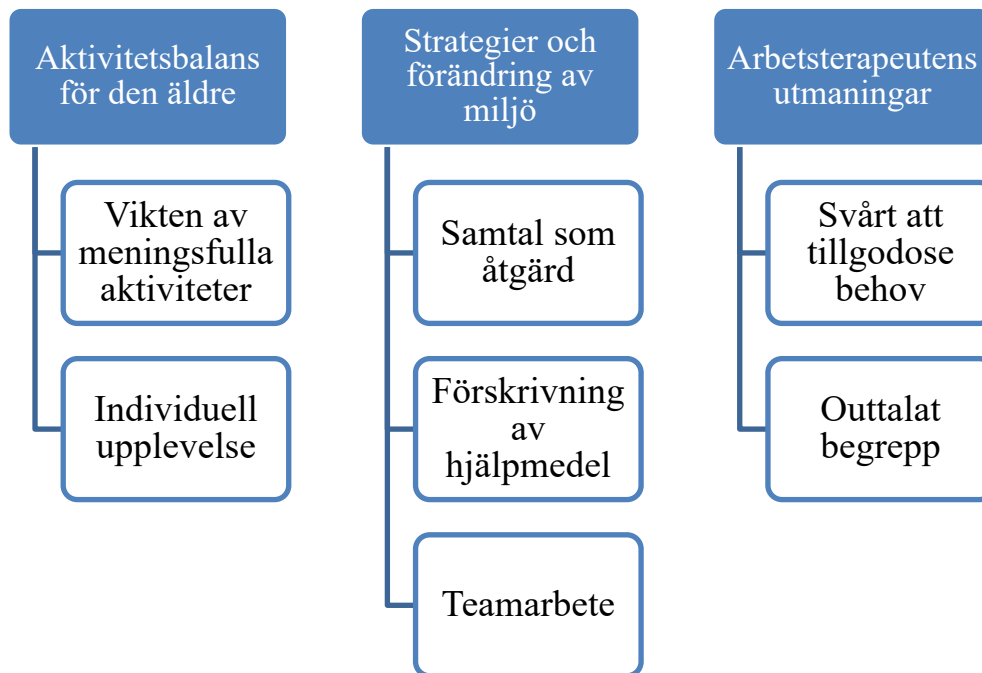 Aktivitetsbalans
för den äldre
Vikten av
meningsfulla
aktiviteter
Individuell
upplevelse
Strategier och
förändring av
miljö
Samtal som
åtgärd
Förskrivning
av
hjälpmedel
Teamarbete
Arbetsterapeutens
utmaningar
Svårt att
tillgodose
behov
Outtalat
begrepp